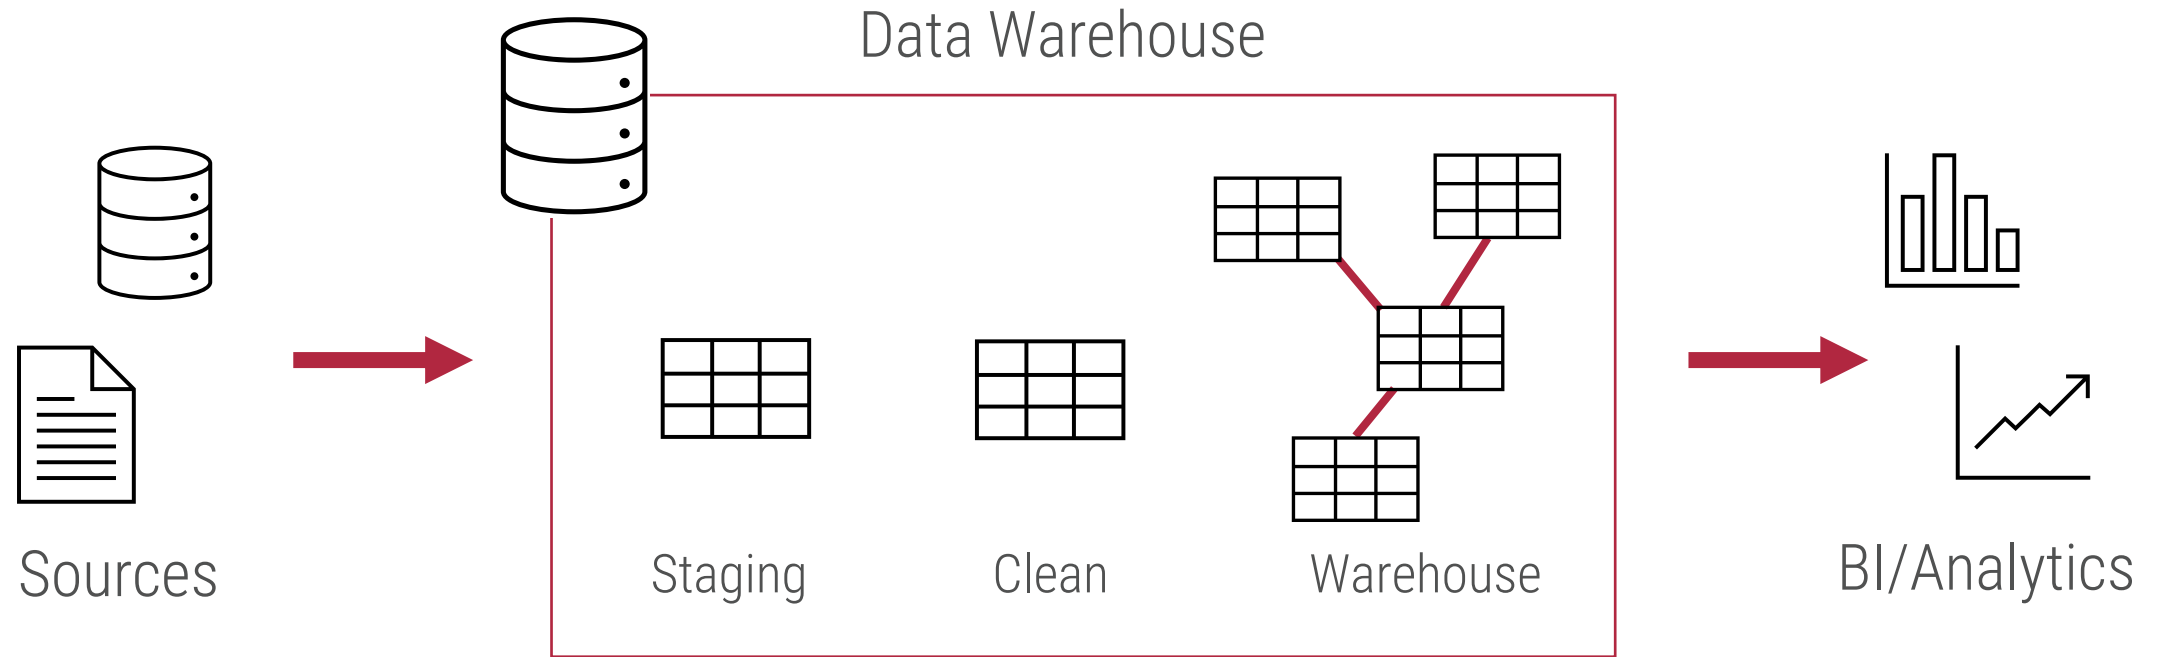 Data Warehouse
Sources
Staging
Clean
Warehouse
BI/Analytics